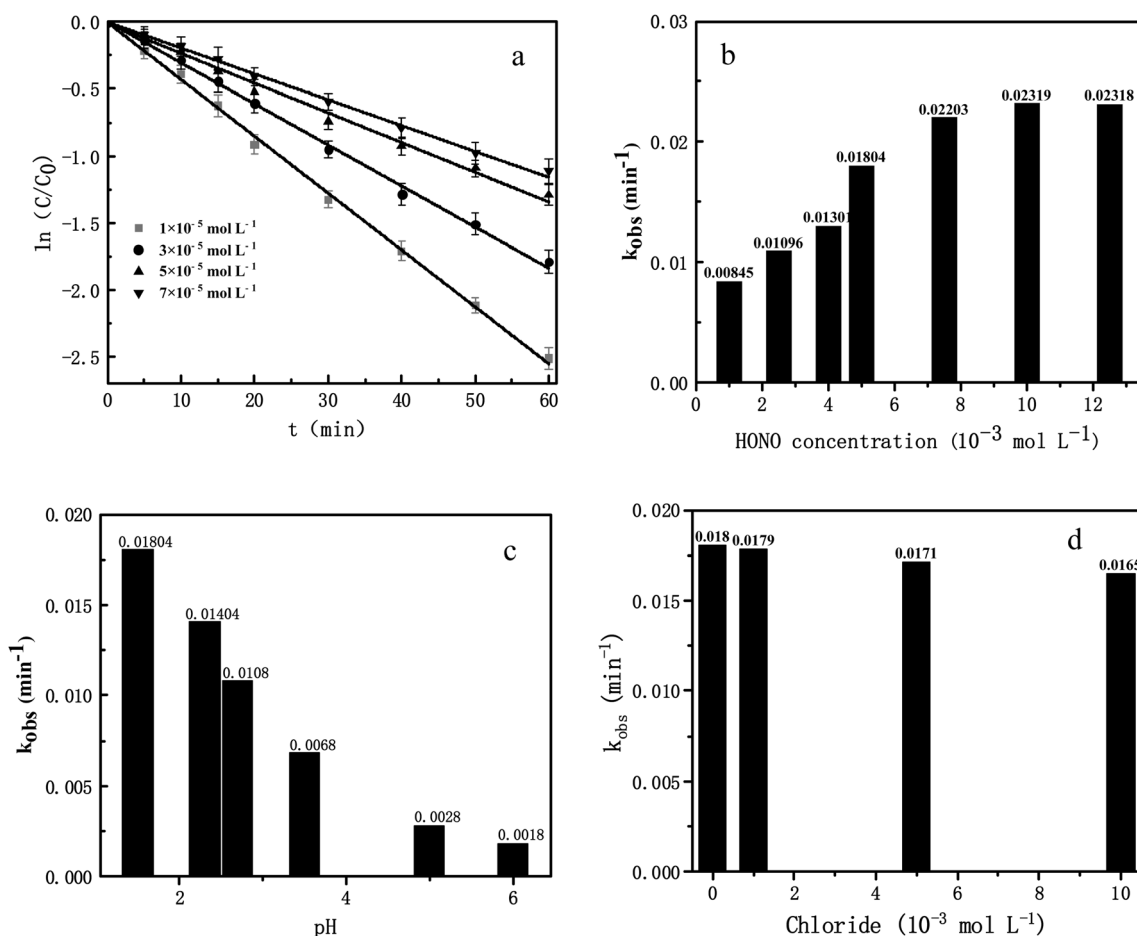 a
0.0
-0.5
-1.0
-1.5
-2.0
-2.5
ln (C/C0)
1×10-5 mol L-1
3×10-5 mol L-1
5×10-5 mol L-1
7×10-5 mol L-1
0 10 20 30 40 50 60
t (min)
b
0.03
0.02
0.01
0.00
kobs (min-1)
0.00845
0.01096
0.01301
0.01804
0.02203
0.02319
0.02318
0 2 4 6 8 10 12
HONO concentration (10-3 mol L-1)
c
0.020
0.015
0.010
0.005
0.000
kobs (min-1)
0.01804
0.01404
0.0108
0.0068
0.0028
0.0018
2 4 6
pH
d
0.020
0.015
0.010
0.005
0.000
kobs (min-1)
0.018
0.0179
0.0171
0.0165
0 2 4 6 8 10
Chloride (10-3 mol L-1)